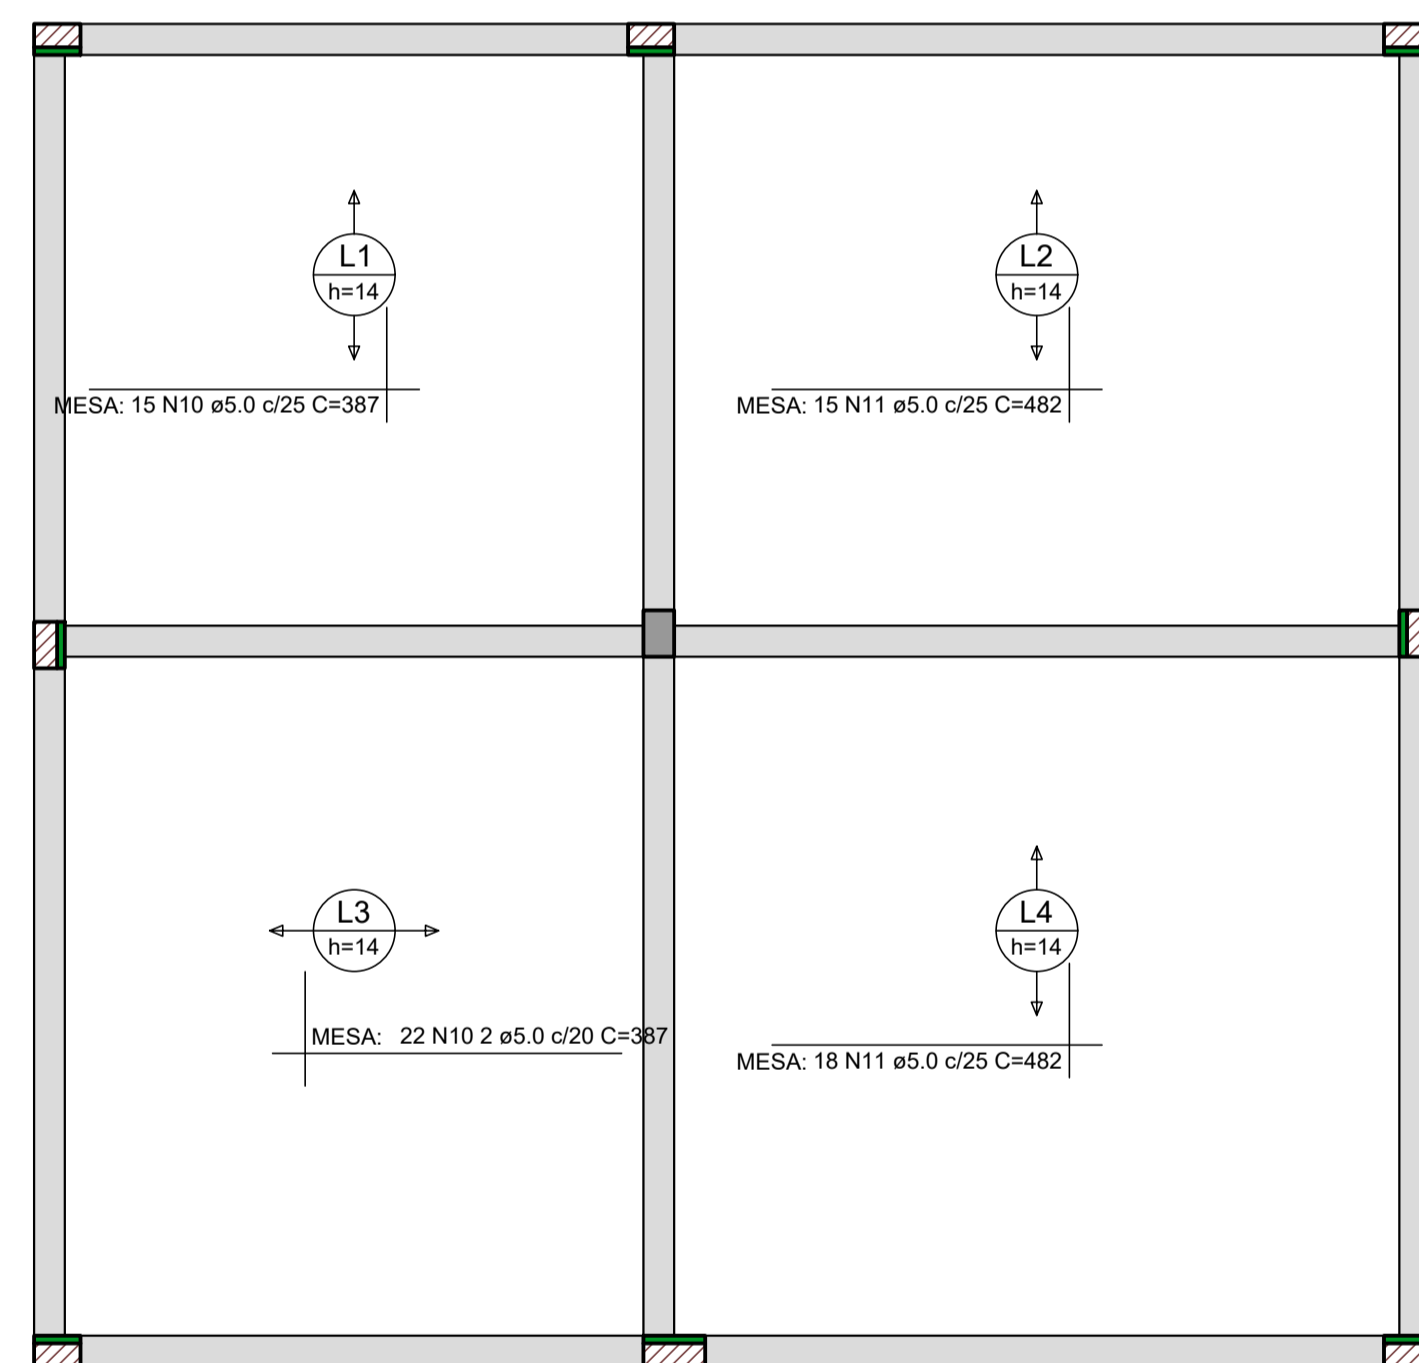 L1
h=14
MESA: 15 N10 ø5.0 c/25 C=387
L2
h=14
MESA: 15 N11 ø5.0 c/25 C=482
L3
h=14
MESA: 22 N10 2 ø5.0 c/20 C=387
L4
h=14
MESA: 18 N11 ø5.0 c/25 C=482